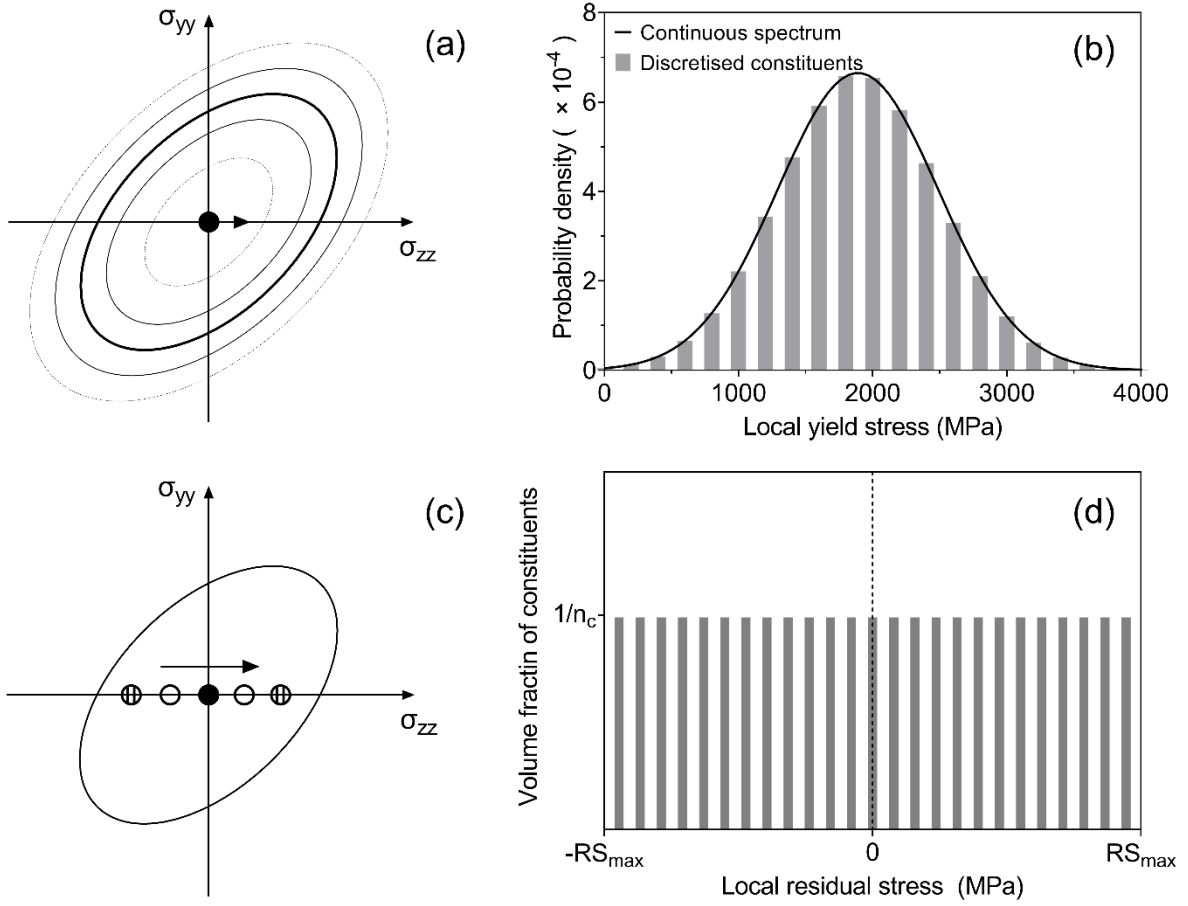 σyy
(a)
σzz
Probability density ( × 10⁻⁴)
8
6
4
2
0
Continuous spectrum
Discretised constituents
(b)
0 1000 2000 3000 4000
Local yield stress (MPa)
σyy
(c)
σzz
Volume fractin of constituents
1/nc
(d)
-RSmax 0 RSmax
Local residual stress (MPa)